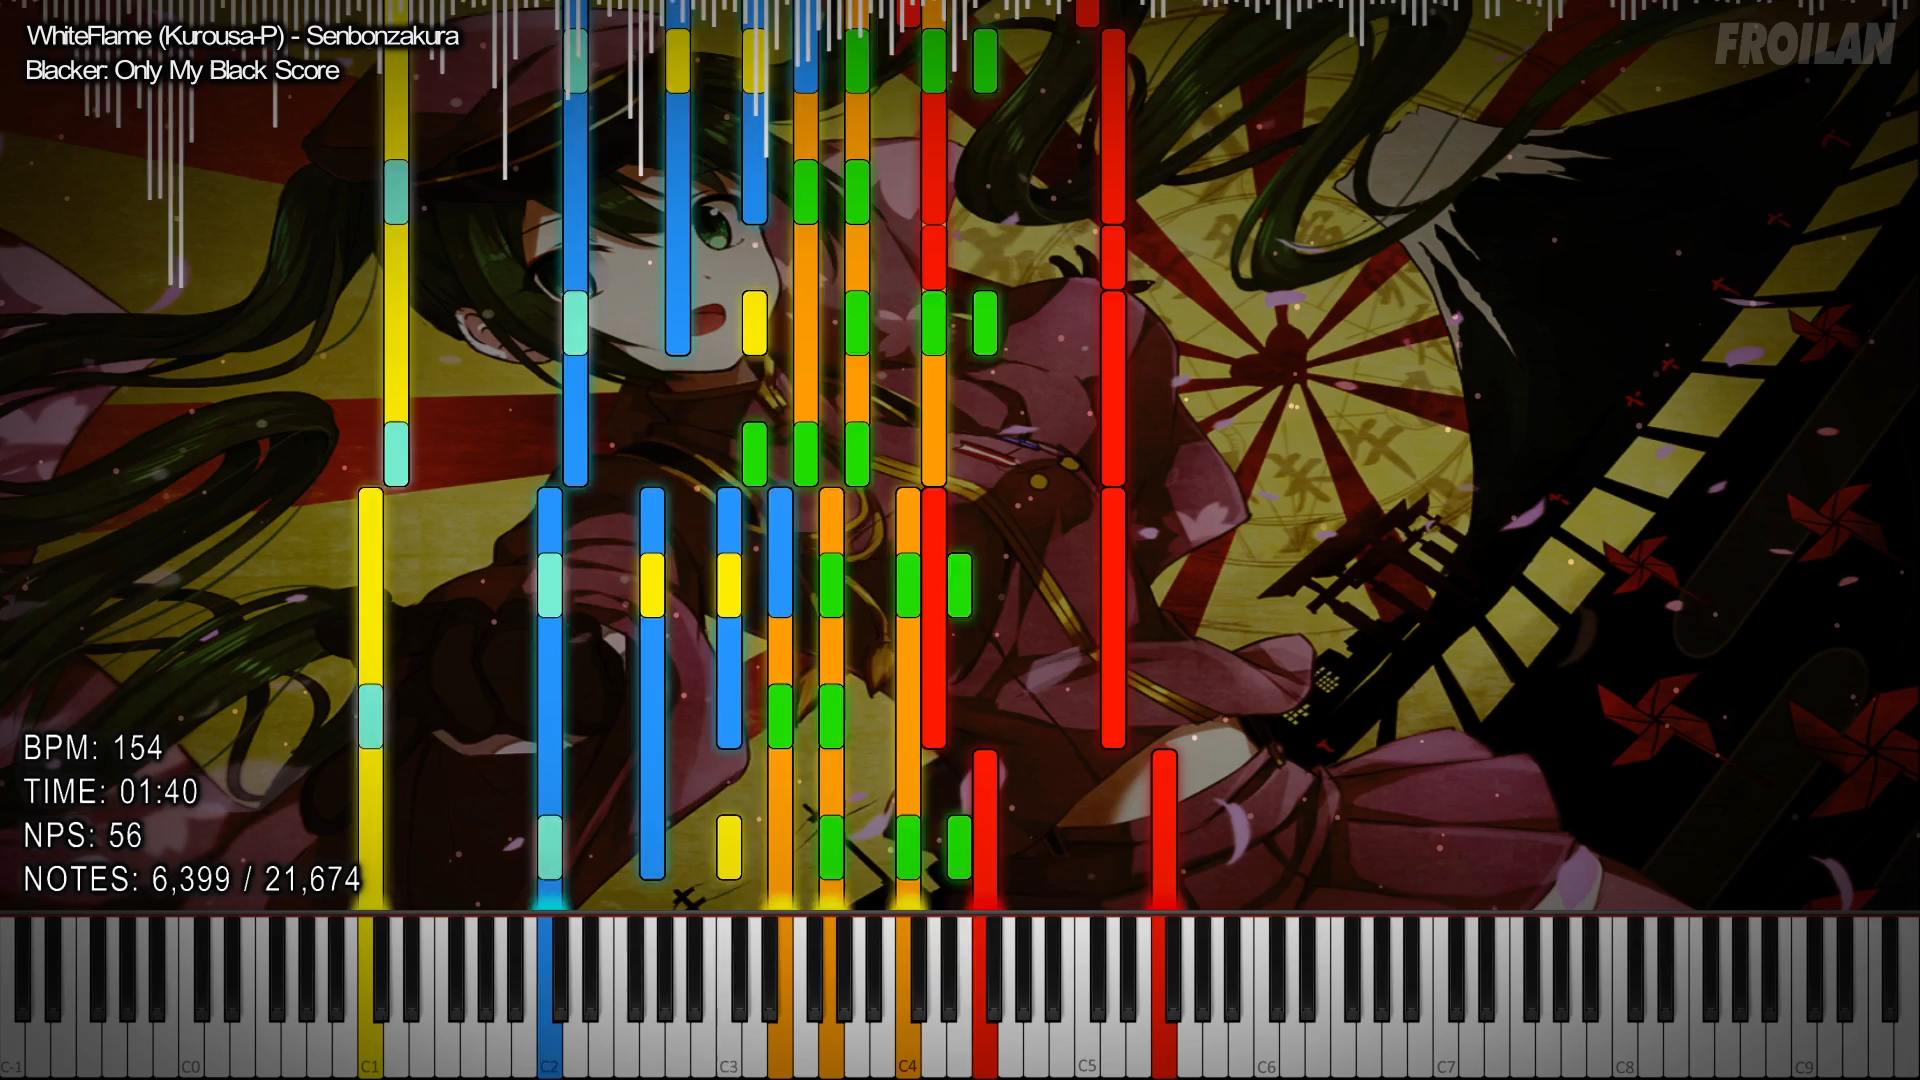 WhiteFlame (Kurousa-P) - Senbonzakura
Blacker: Only My Black Score
FROILAN
BPM: 154
TIME: 01:40
NPS: 56
NOTES: 6,399 / 21,674
C-1 C0 C1 C2 C3 C4 C5 C6 C7 C8 C9